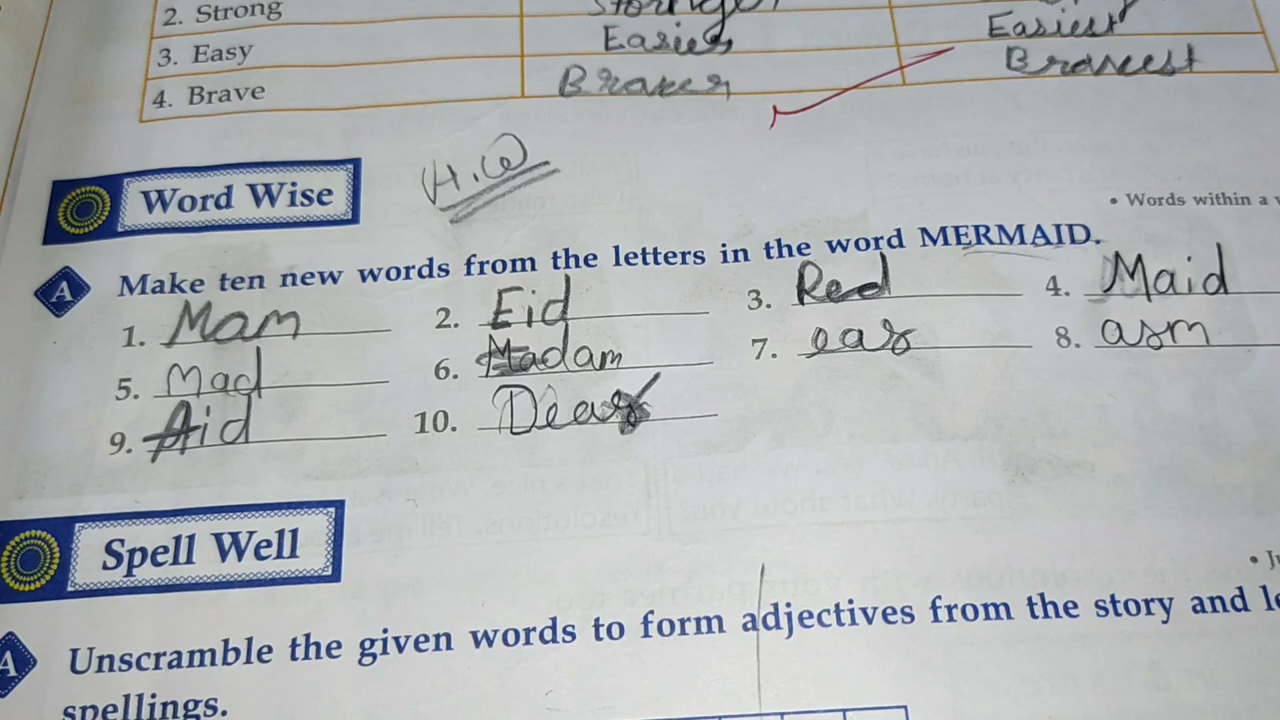 2. Strong
3. Easy Easier Easiest
4. Brave Braver Bravest
Word Wise H.W
• Words within a
A Make ten new words from the letters in the word MERMAID.
1. Mam 2. Eid 3. Red 4. Maid
5. Mad 6. Madam 7. ear 8. arm
9. Aid 10. Dear
Spell Well
A Unscramble the given words to form adjectives from the story and
spellings.